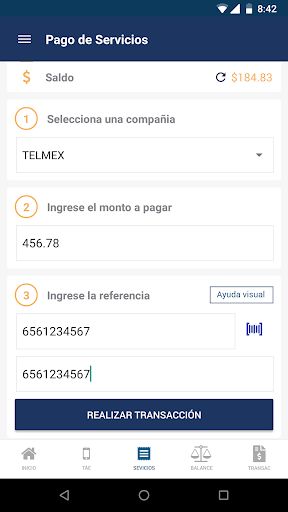 8:42
Pago de Servicios
Saldo $184.83
1 Selecciona una compañia
TELMEX
2 Ingrese el monto a pagar
456.78
3 Ingrese la referencia Ayuda visual
6561234567
6561234567
REALIZAR TRANSACCIÓN
INICIO TAE SEVICIOS BALANCE TRANSAC